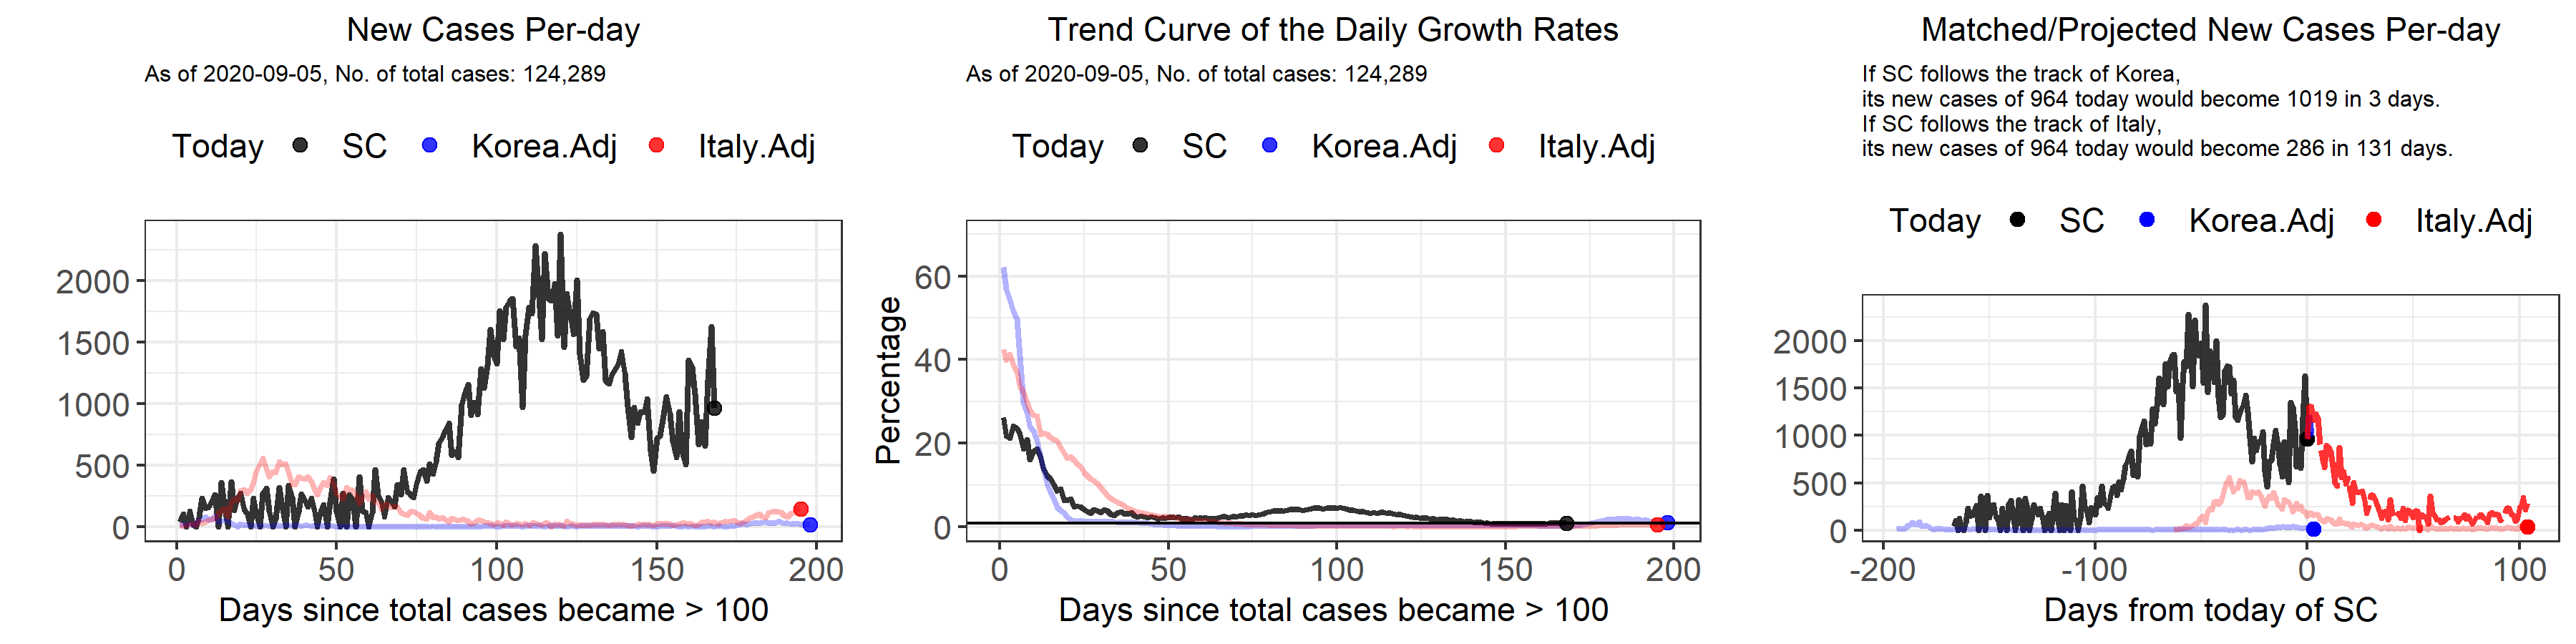 New Cases Per-day
As of 2020-09-05, No. of total cases: 124,289
Today SC Korea.Adj Italy.Adj
2000
1500
1000
500
0
0 50 100 150 200
Days since total cases became > 100
Trend Curve of the Daily Growth Rates
As of 2020-09-05, No. of total cases: 124,289
Today SC Korea.Adj Italy.Adj
Percentage
60
40
20
0
0 50 100 150 200
Days since total cases became > 100
Matched/Projected New Cases Per-day
If SC follows the track of Korea,
its new cases of 964 today would become 1019 in 3 days.
If SC follows the track of Italy,
its new cases of 964 today would become 286 in 131 days.
Today SC Korea.Adj Italy.Adj
2000
1500
1000
500
0
-200 -100 0 100
Days from today of SC